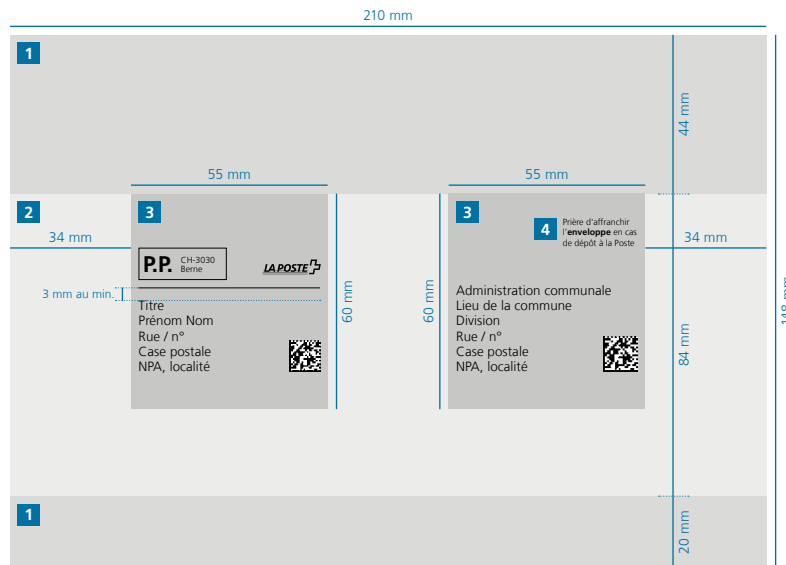 210 mm
1
44 mm
55 mm
55 mm
2
3
3
4
Prière d'affranchir
l'enveloppe en cas
de dépôt à la Poste
34 mm
34 mm
P.P.
CH-3030
Berne
LA POSTE
3 mm au min.
60 mm
60 mm
148 mm
Titre
Prénom Nom
Rue / n°
Case postale
NPA, localité
Administration communale
Lieu de la commune
Division
Rue / n°
Case postale
NPA, localité
84 mm
1
20 mm